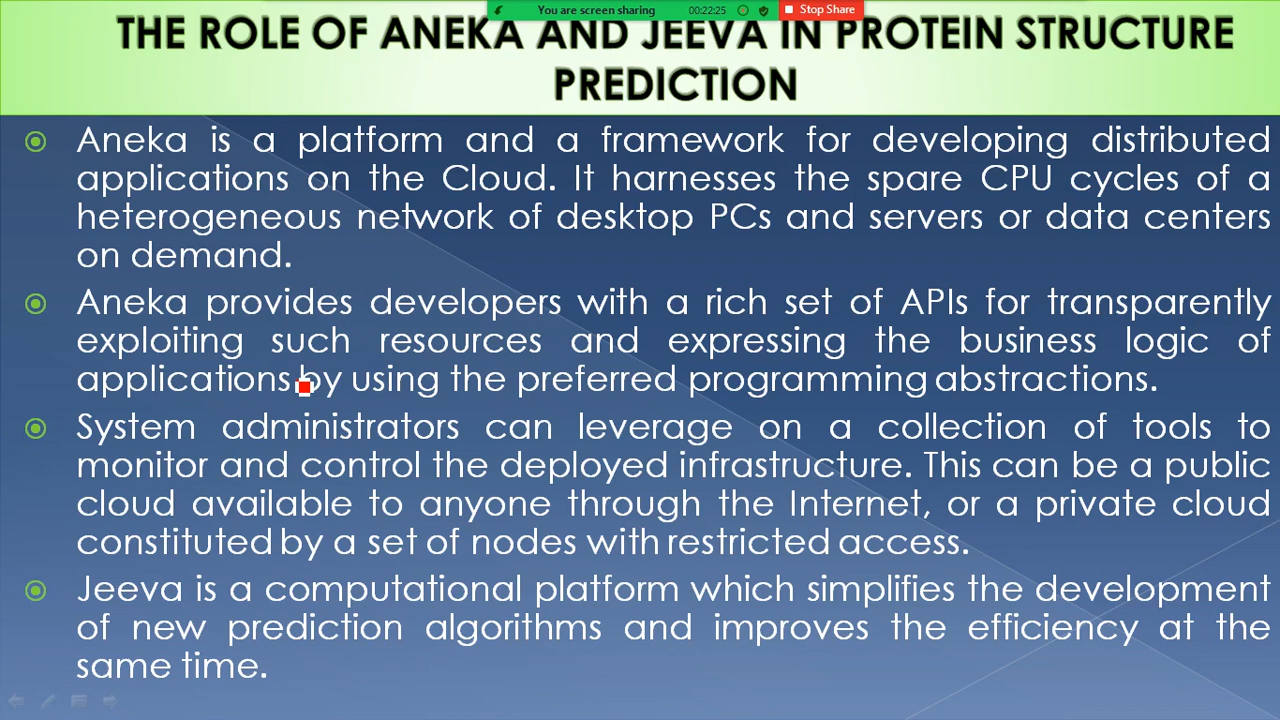 You are screen sharing 00:22:25 Stop Share
THE ROLE OF ANEKA AND JEEVA IN PROTEIN STRUCTURE
PREDICTION
Aneka is a platform and a framework for developing distributed
applications on the Cloud. It harnesses the spare CPU cycles of a
heterogeneous network of desktop PCs and servers or data centers
on demand.
Aneka provides developers with a rich set of APIs for transparently
exploiting such resources and expressing the business logic of
applications by using the preferred programming abstractions.
System administrators can leverage on a collection of tools to
monitor and control the deployed infrastructure. This can be a public
cloud available to anyone through the Internet, or a private cloud
constituted by a set of nodes with restricted access.
Jeeva is a computational platform which simplifies the development
of new prediction algorithms and improves the efficiency at the
same time.